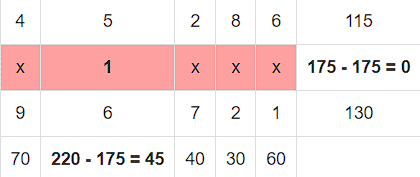 4 5 2 8 6 115
x 1 x x x 175 - 175 = 0
9 6 7 2 1 130
70 220 - 175 = 45 40 30 60